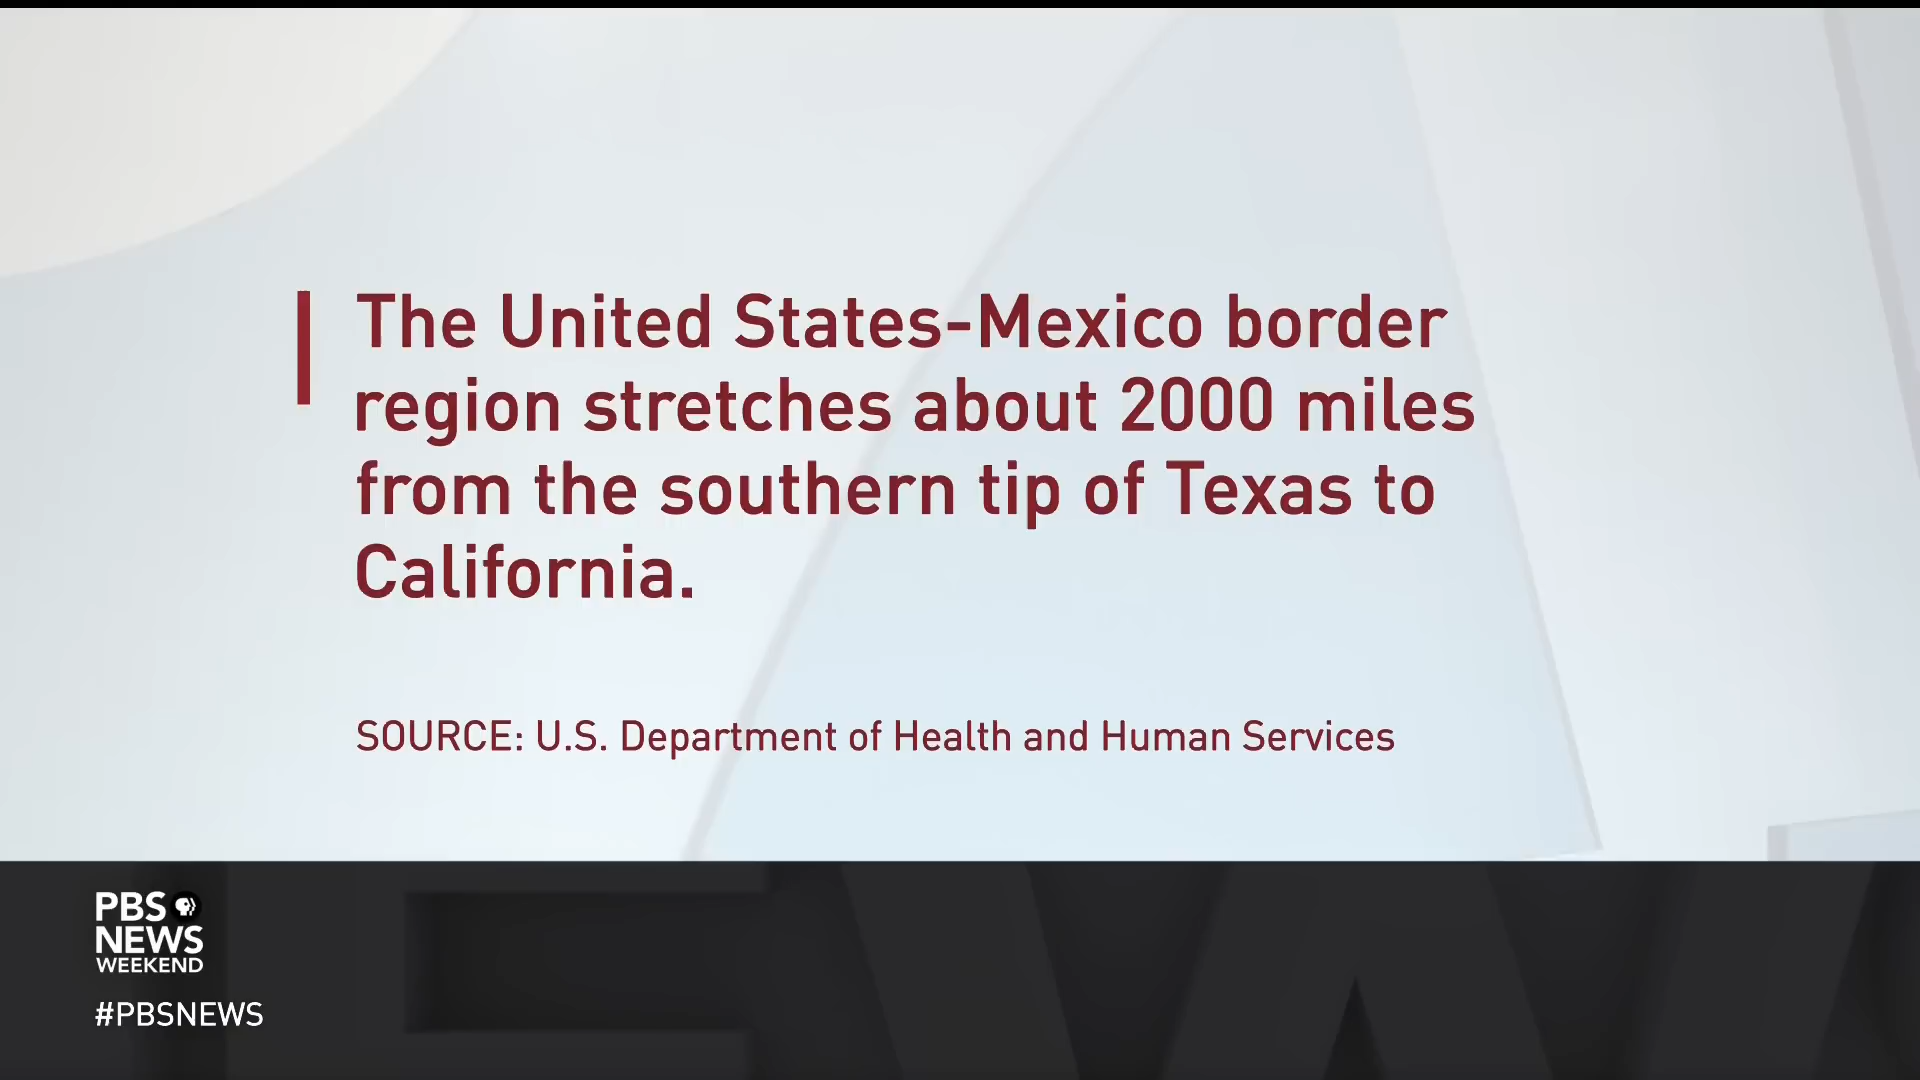 The United States-Mexico border
region stretches about 2000 miles
from the southern tip of Texas to
California.
SOURCE: U.S. Department of Health and Human Services
PBS
NEWS
WEEKEND
#PBSNEWS